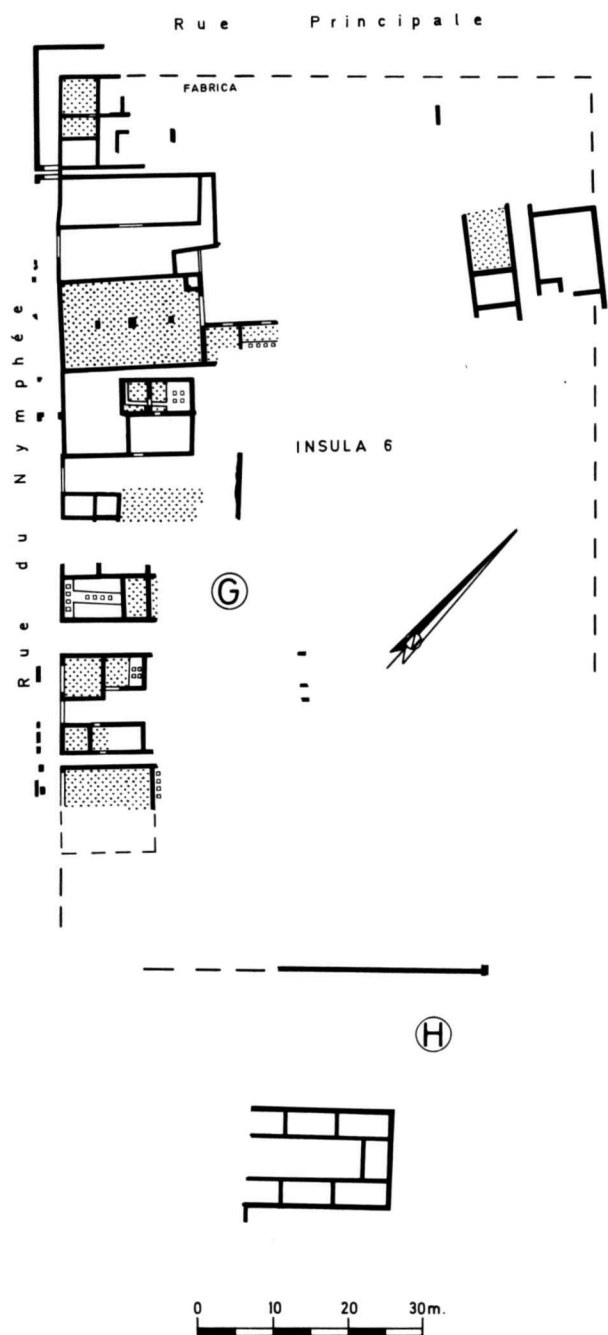 Rue Principale
FABRICA
Rue du Nymphée
INSULA 6
G
H
0 10 20 30m.